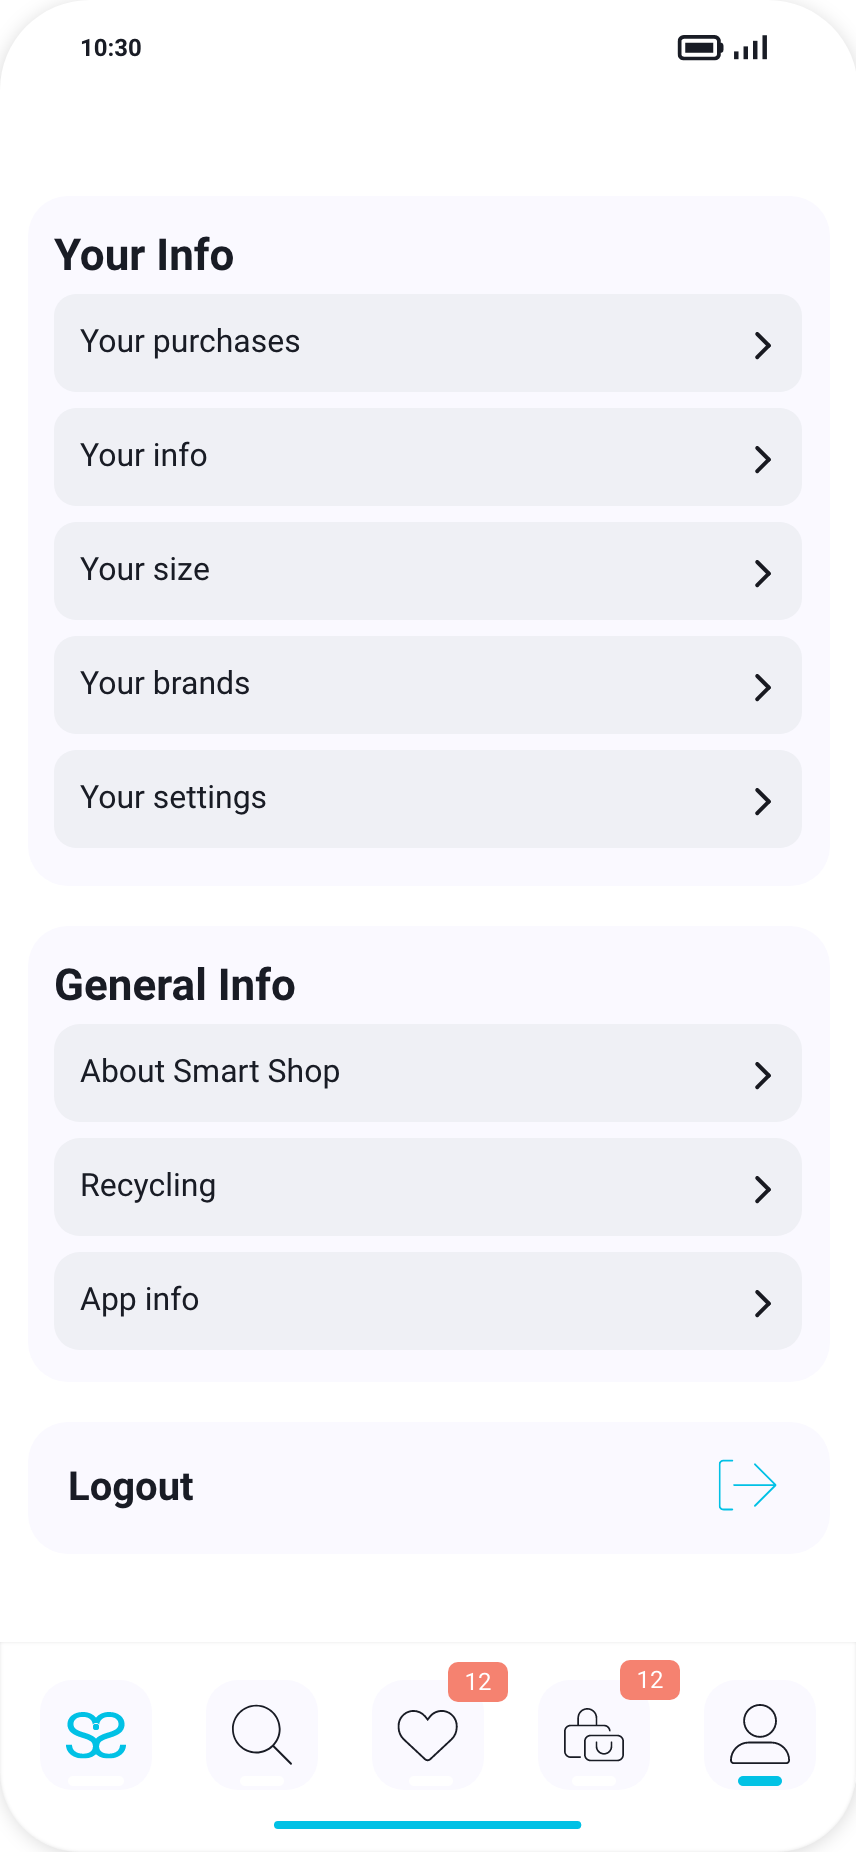 10:30
Your Info
Your purchases
Your info
Your size
Your brands
Your settings
General Info
About Smart Shop
Recycling
App info
Logout
12
12